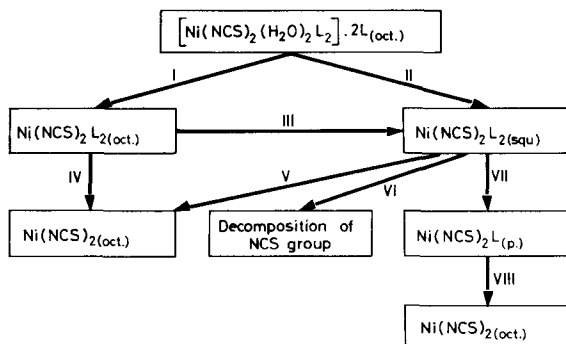 [Ni(NCS)₂(H₂O)₂L₂].2L(oct.)
I II
Ni(NCS)₂L₂(oct.) III Ni(NCS)₂L₂(squ)
IV V VI VII
Ni(NCS)₂(oct.)
Decomposition of
NCS group
Ni(NCS)₂L(p.)
VIII
Ni(NCS)₂(oct.)